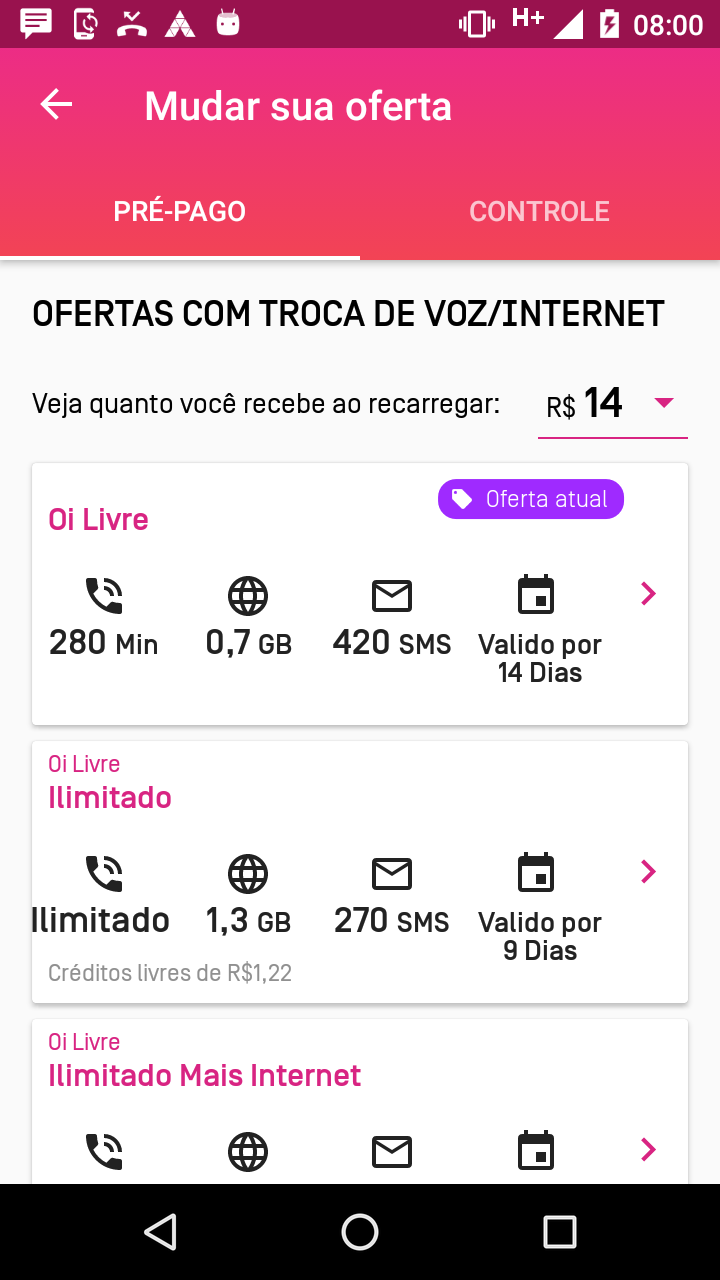 H+ 08:00
Mudar sua oferta
PRÉ-PAGO CONTROLE
OFERTAS COM TROCA DE VOZ/INTERNET
Veja quanto você recebe ao recarregar: R$ 14
Oferta atual
Oi Livre
280 Min 0,7 GB 420 SMS Valido por
14 Dias
Oi Livre
Ilimitado
Ilimitado 1,3 GB 270 SMS Valido por
9 Dias
Créditos livres de R$1,22
Oi Livre
Ilimitado Mais Internet